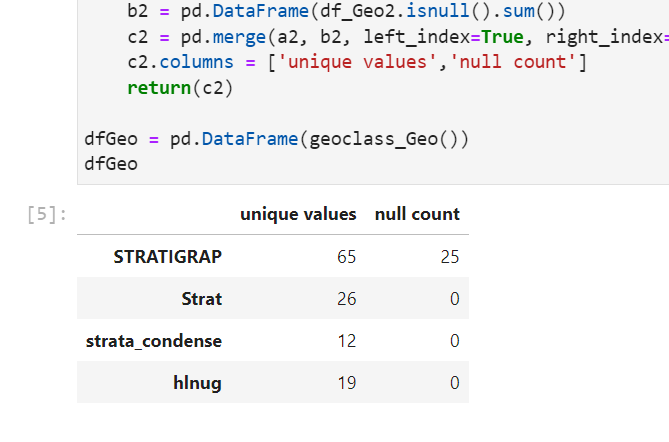 b2 = pd.DataFrame(df_Geo2.isnull().sum())
c2 = pd.merge(a2, b2, left_index=True, right_index=
c2.columns = ['unique values','null count']
return(c2)
dfGeo = pd.DataFrame(geoclass_Geo())
dfGeo
[5]:
unique values null count
STRATIGRAP 65 25
Strat 26 0
strata_condense 12 0
hlnug 19 0